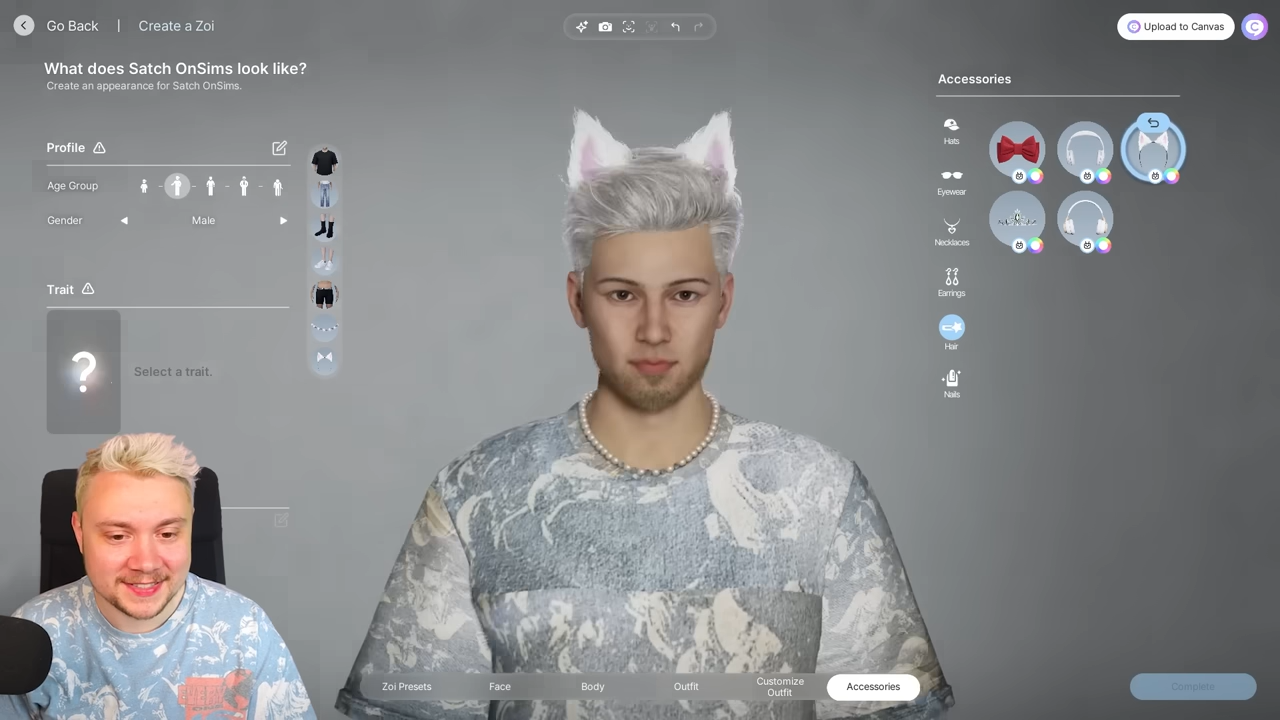 Go Back | Create a Zoi
Upload to Canvas
What does Satch OnSims look like?
Create an appearance for Satch OnSims.
Profile
Age Group
Gender
Male
Trait
?
Select a trait.
Accessories
Hats
Eyewear
Necklaces
Earrings
Hair
Nails
Zoi Presets
Face
Body
Outfit
Customize
Outfit
Accessories
Complete